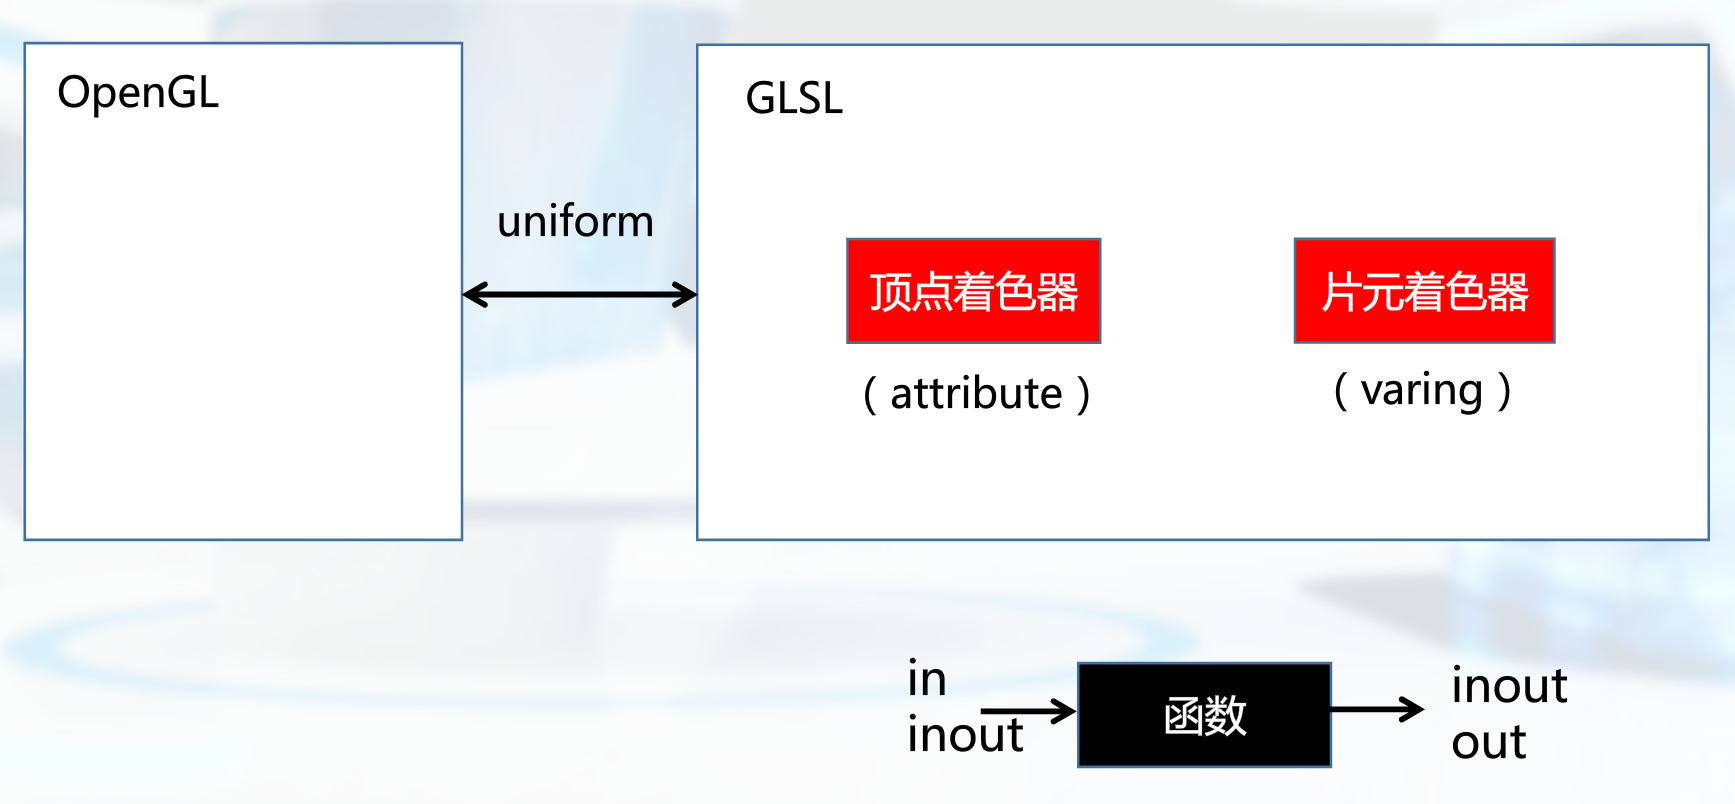 OpenGL
GLSL
uniform
顶点着色器
片元着色器
（attribute）
（varing）
in
inout
函数
inout
out